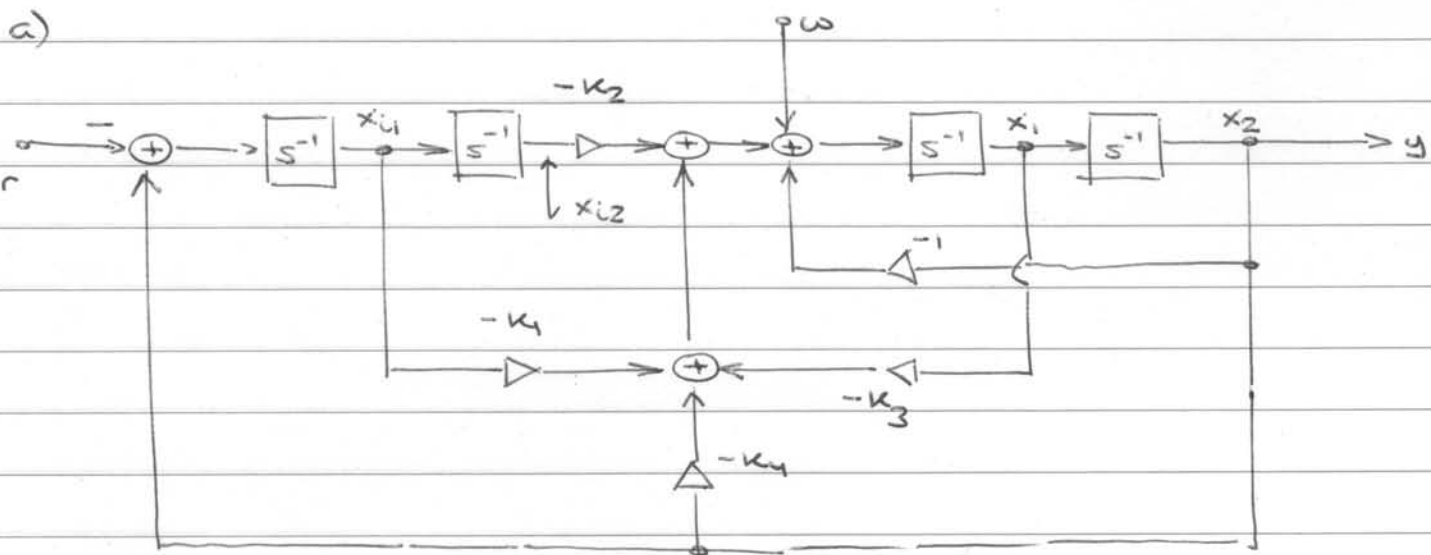 a)
ω
-K2
- + s⁻¹ xi1 s⁻¹ + + s⁻¹ x1 s⁻¹ x2 y
r
xi2
-1
-K1
+
-K3
-K4